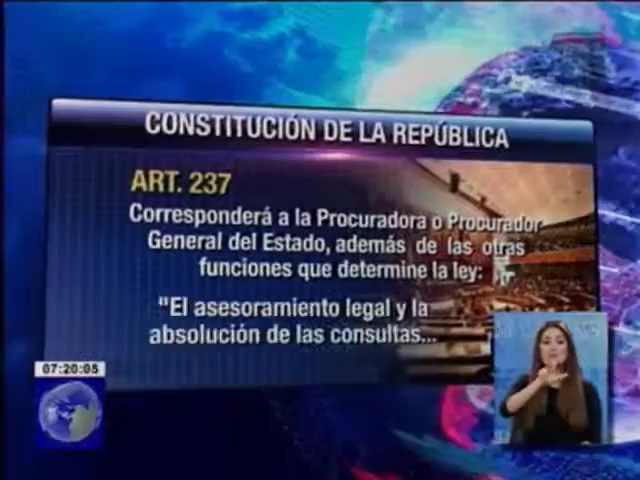 CONSTITUCIÓN DE LA REPÚBLICA
ART. 237
Corresponderá a la Procuradora o Procurador
General del Estado, además de las otras
funciones que determine la ley:
"El asesoramiento legal y la
absolución de las consultas...
07:20:05